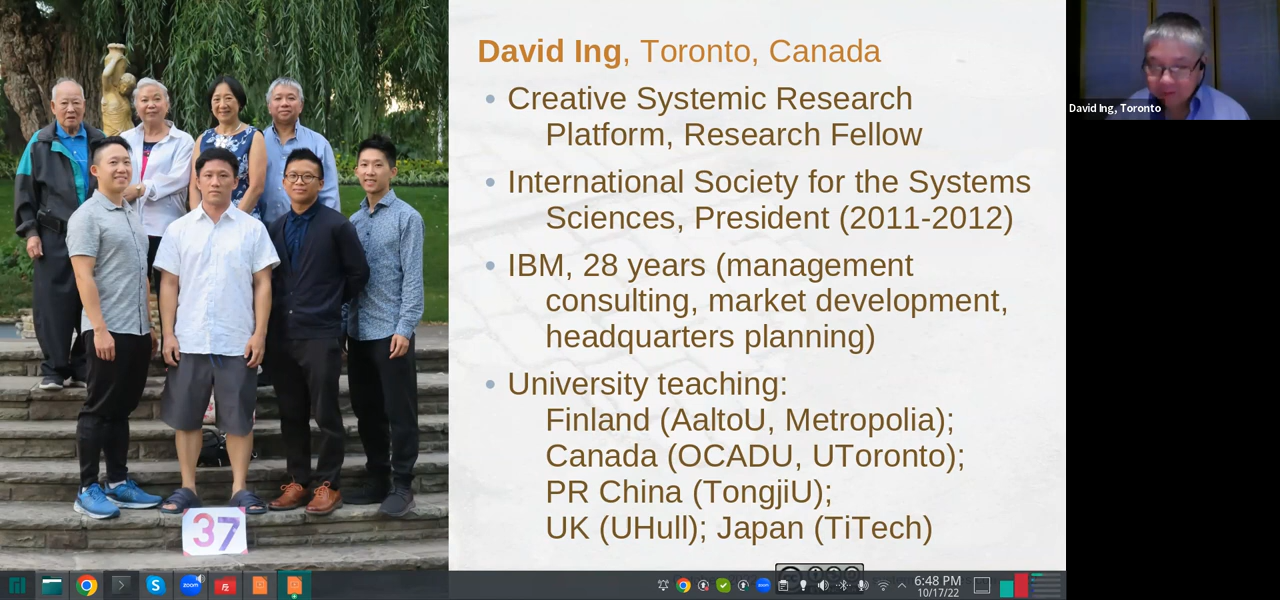 David Ing, Toronto, Canada
• Creative Systemic Research
Platform, Research Fellow
• International Society for the Systems
Sciences, President (2011-2012)
• IBM, 28 years (management
consulting, market development,
headquarters planning)
• University teaching:
Finland (AaltoU, Metropolia);
Canada (OCADU, UToronto);
PR China (TongjiU);
UK (UHull); Japan (TiTech)
David Ing, Toronto
37
zoom
Fz
6:48 PM
10/17/22